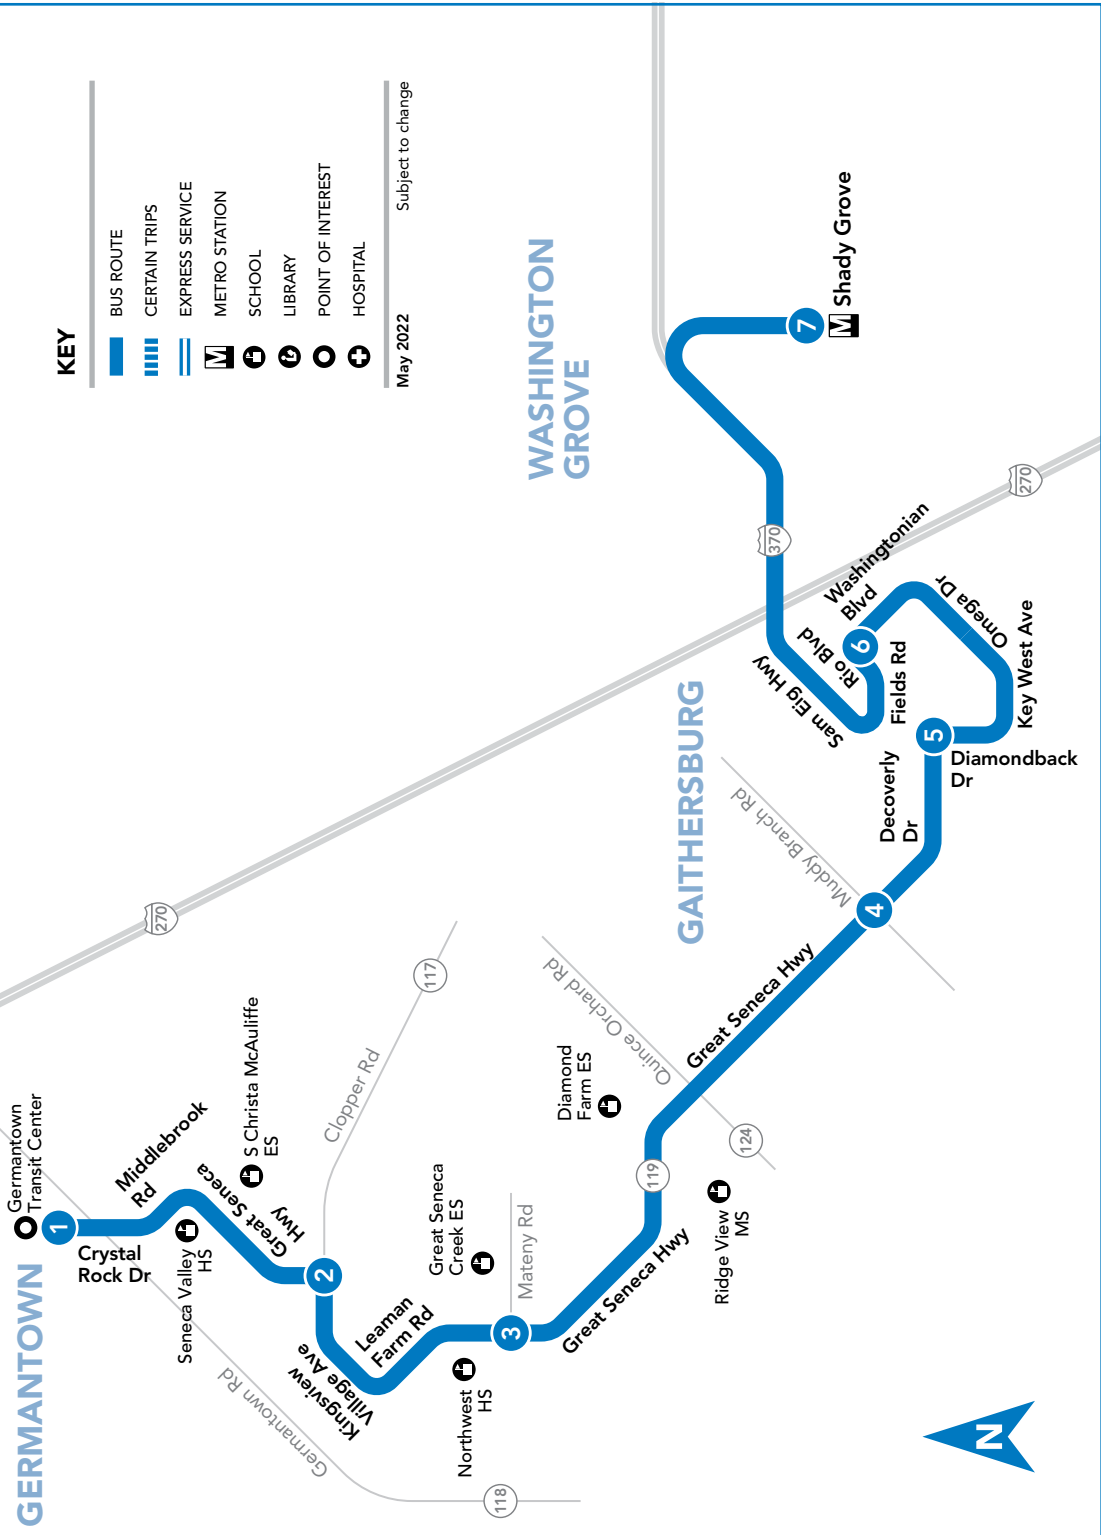 GERMANTOWN
Germantown
Transit Center
1
Crystal
Rock Dr
Middlebrook
Rd
Seneca Valley
HS
Great Seneca
Hwy
S Christa McAuliffe
ES
Germantown Rd
118
2
Clopper Rd
117
270
Kingsview
Village Ave
Leaman
Farm Rd
Great Seneca
Creek ES
Northwest
HS
3
Mateny Rd
Great Seneca Hwy
119
Diamond
Farm ES
Ridge View
MS
Quince Orchard Rd
124
Great Seneca Hwy
GAITHERSBURG
Muddy Branch Rd
4
Decoverly
Dr
5
Diamondback
Dr
Key West Ave
Omega Dr
Fields Rd
6
Rio Blvd
Washingtonian
Blvd
Sam Eig Hwy
370
270
WASHINGTON
GROVE
7
M Shady Grove
KEY
BUS ROUTE
CERTAIN TRIPS
EXPRESS SERVICE
M METRO STATION
SCHOOL
LIBRARY
POINT OF INTEREST
HOSPITAL
May 2022 Subject to change
N